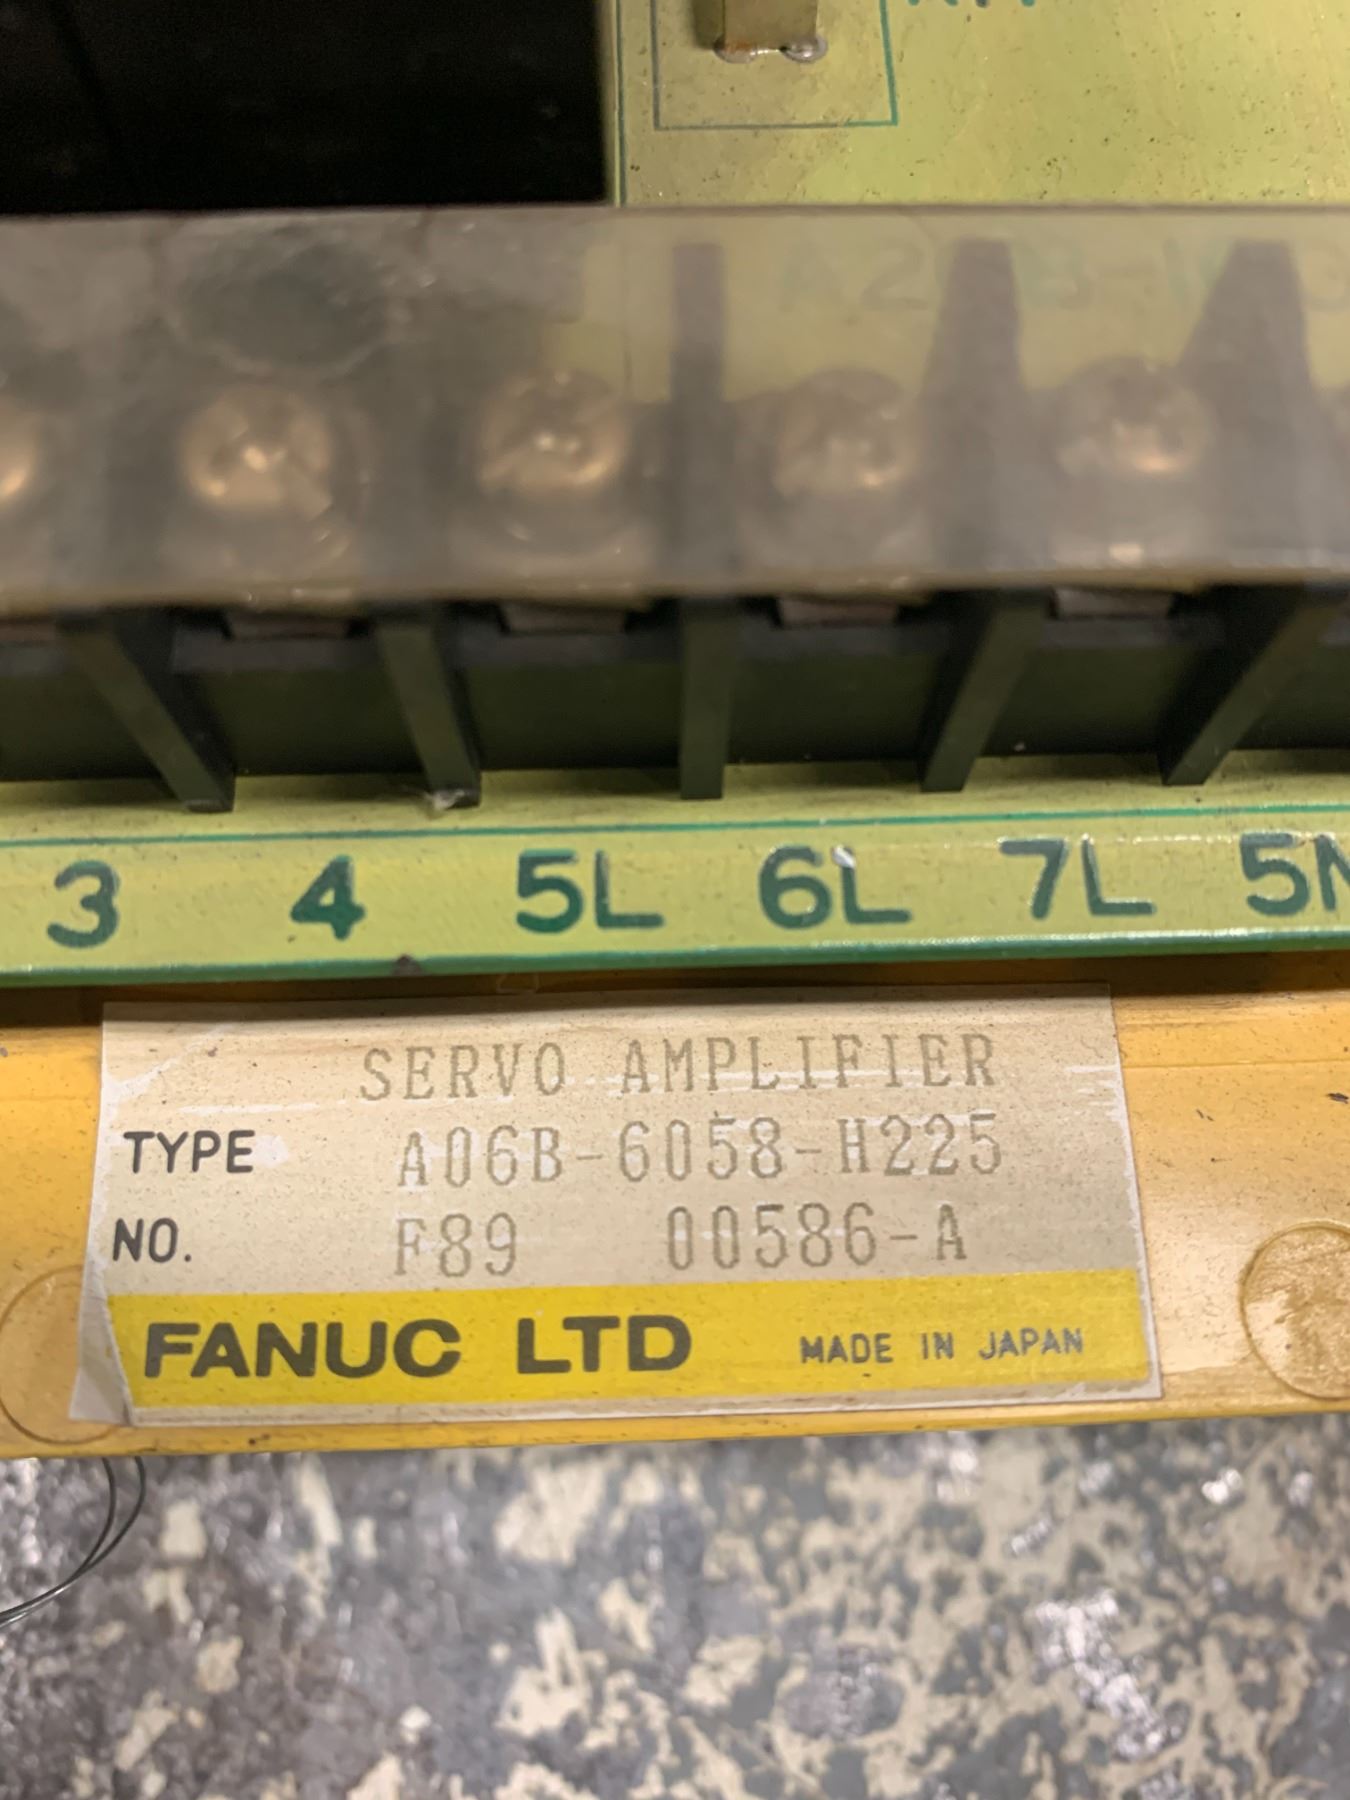 3 4 5L 6L 7L 5
SERVO AMPLIFIER
TYPE A06B-6058-H225
NO. F89 00586-A
FANUC LTD MADE IN JAPAN